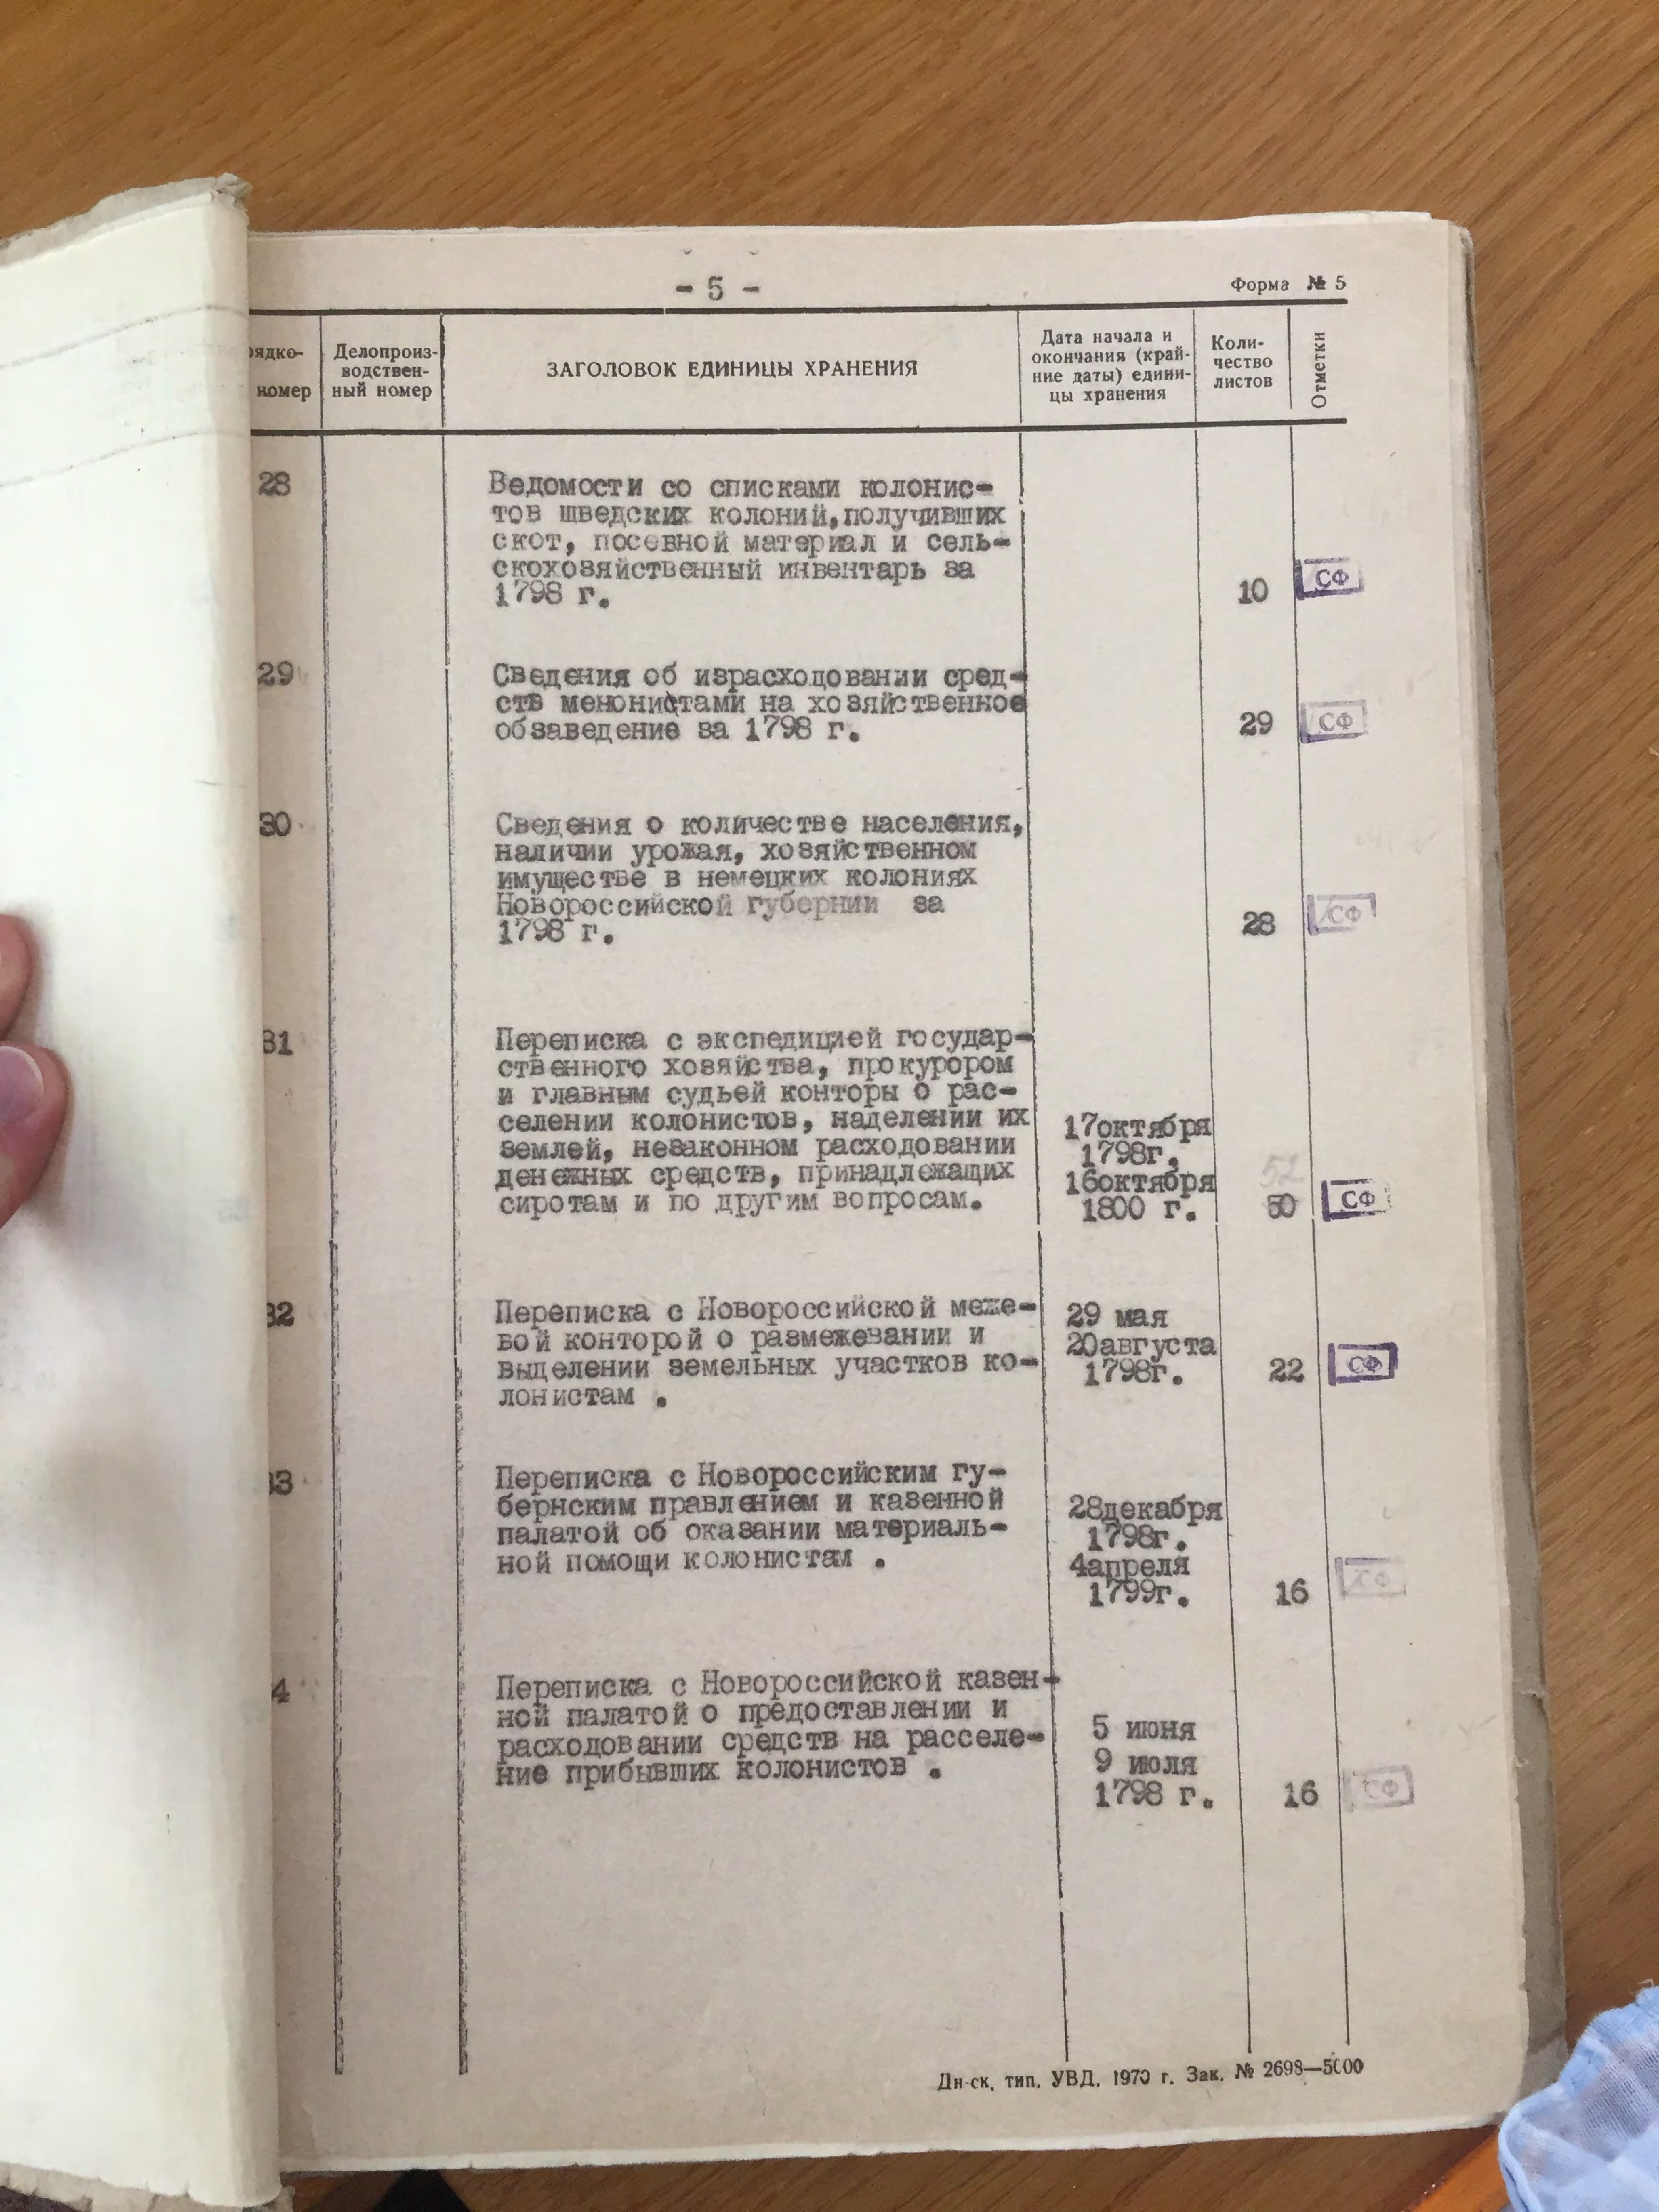 - 5 -
Форма № 5
рядко-
номер
Делопроиз-
водствен-
ный номер
ЗАГОЛОВОК ЕДИНИЦЫ ХРАНЕНИЯ
Дата начала и
окончания (край-
ние даты) едини-
цы хранения
Коли-
чество
листов
Отметки
28
Ведомости со списками колонис-
тов шведских колоний,получивших
скот, посевной материал и сель-
скохозяйственный инвентарь за
1798 г.
10
СФ
29
Сведения об израсходовании сред-
ств менонистами на хозяйственное
обзаведение за 1798 г.
29
СФ
30
Сведения о количестве населения,
наличии урожая, хозяйственном
имуществе в немецких колониях
Новороссийской губернии за
1798 г.
28
СФ
31
Переписка с экспедицией государ-
ственного хозяйства, прокурором
и главным судьей конторы о рас-
селении колонистов, наделении их
землей, незаконном расходовании
денежных средств, принадлежащих
сиротам и по другим вопросам.
17октября
1798г.
16октября
1800 г.
52
50
СФ
32
Переписка с Новороссийской меже-
вой конторой о размежевании и
выделении земельных участков ко-
лонистам .
29 мая
20августа
1798г.
22
СФ
33
Переписка с Новороссийским гу-
бернским правлением и казенной
палатой об оказании материаль-
ной помощи колонистам .
28декабря
1798г.
4апреля
1799г.
16
СФ
4
Переписка с Новороссийской казен-
ной палатой о предоставлении и
расходовании средств на расселе-
ние прибывших колонистов .
5 июня
9 июля
1798 г.
16
СФ
Дн-ск, тип. УВД. 1970 г. Зак. № 2698—5000